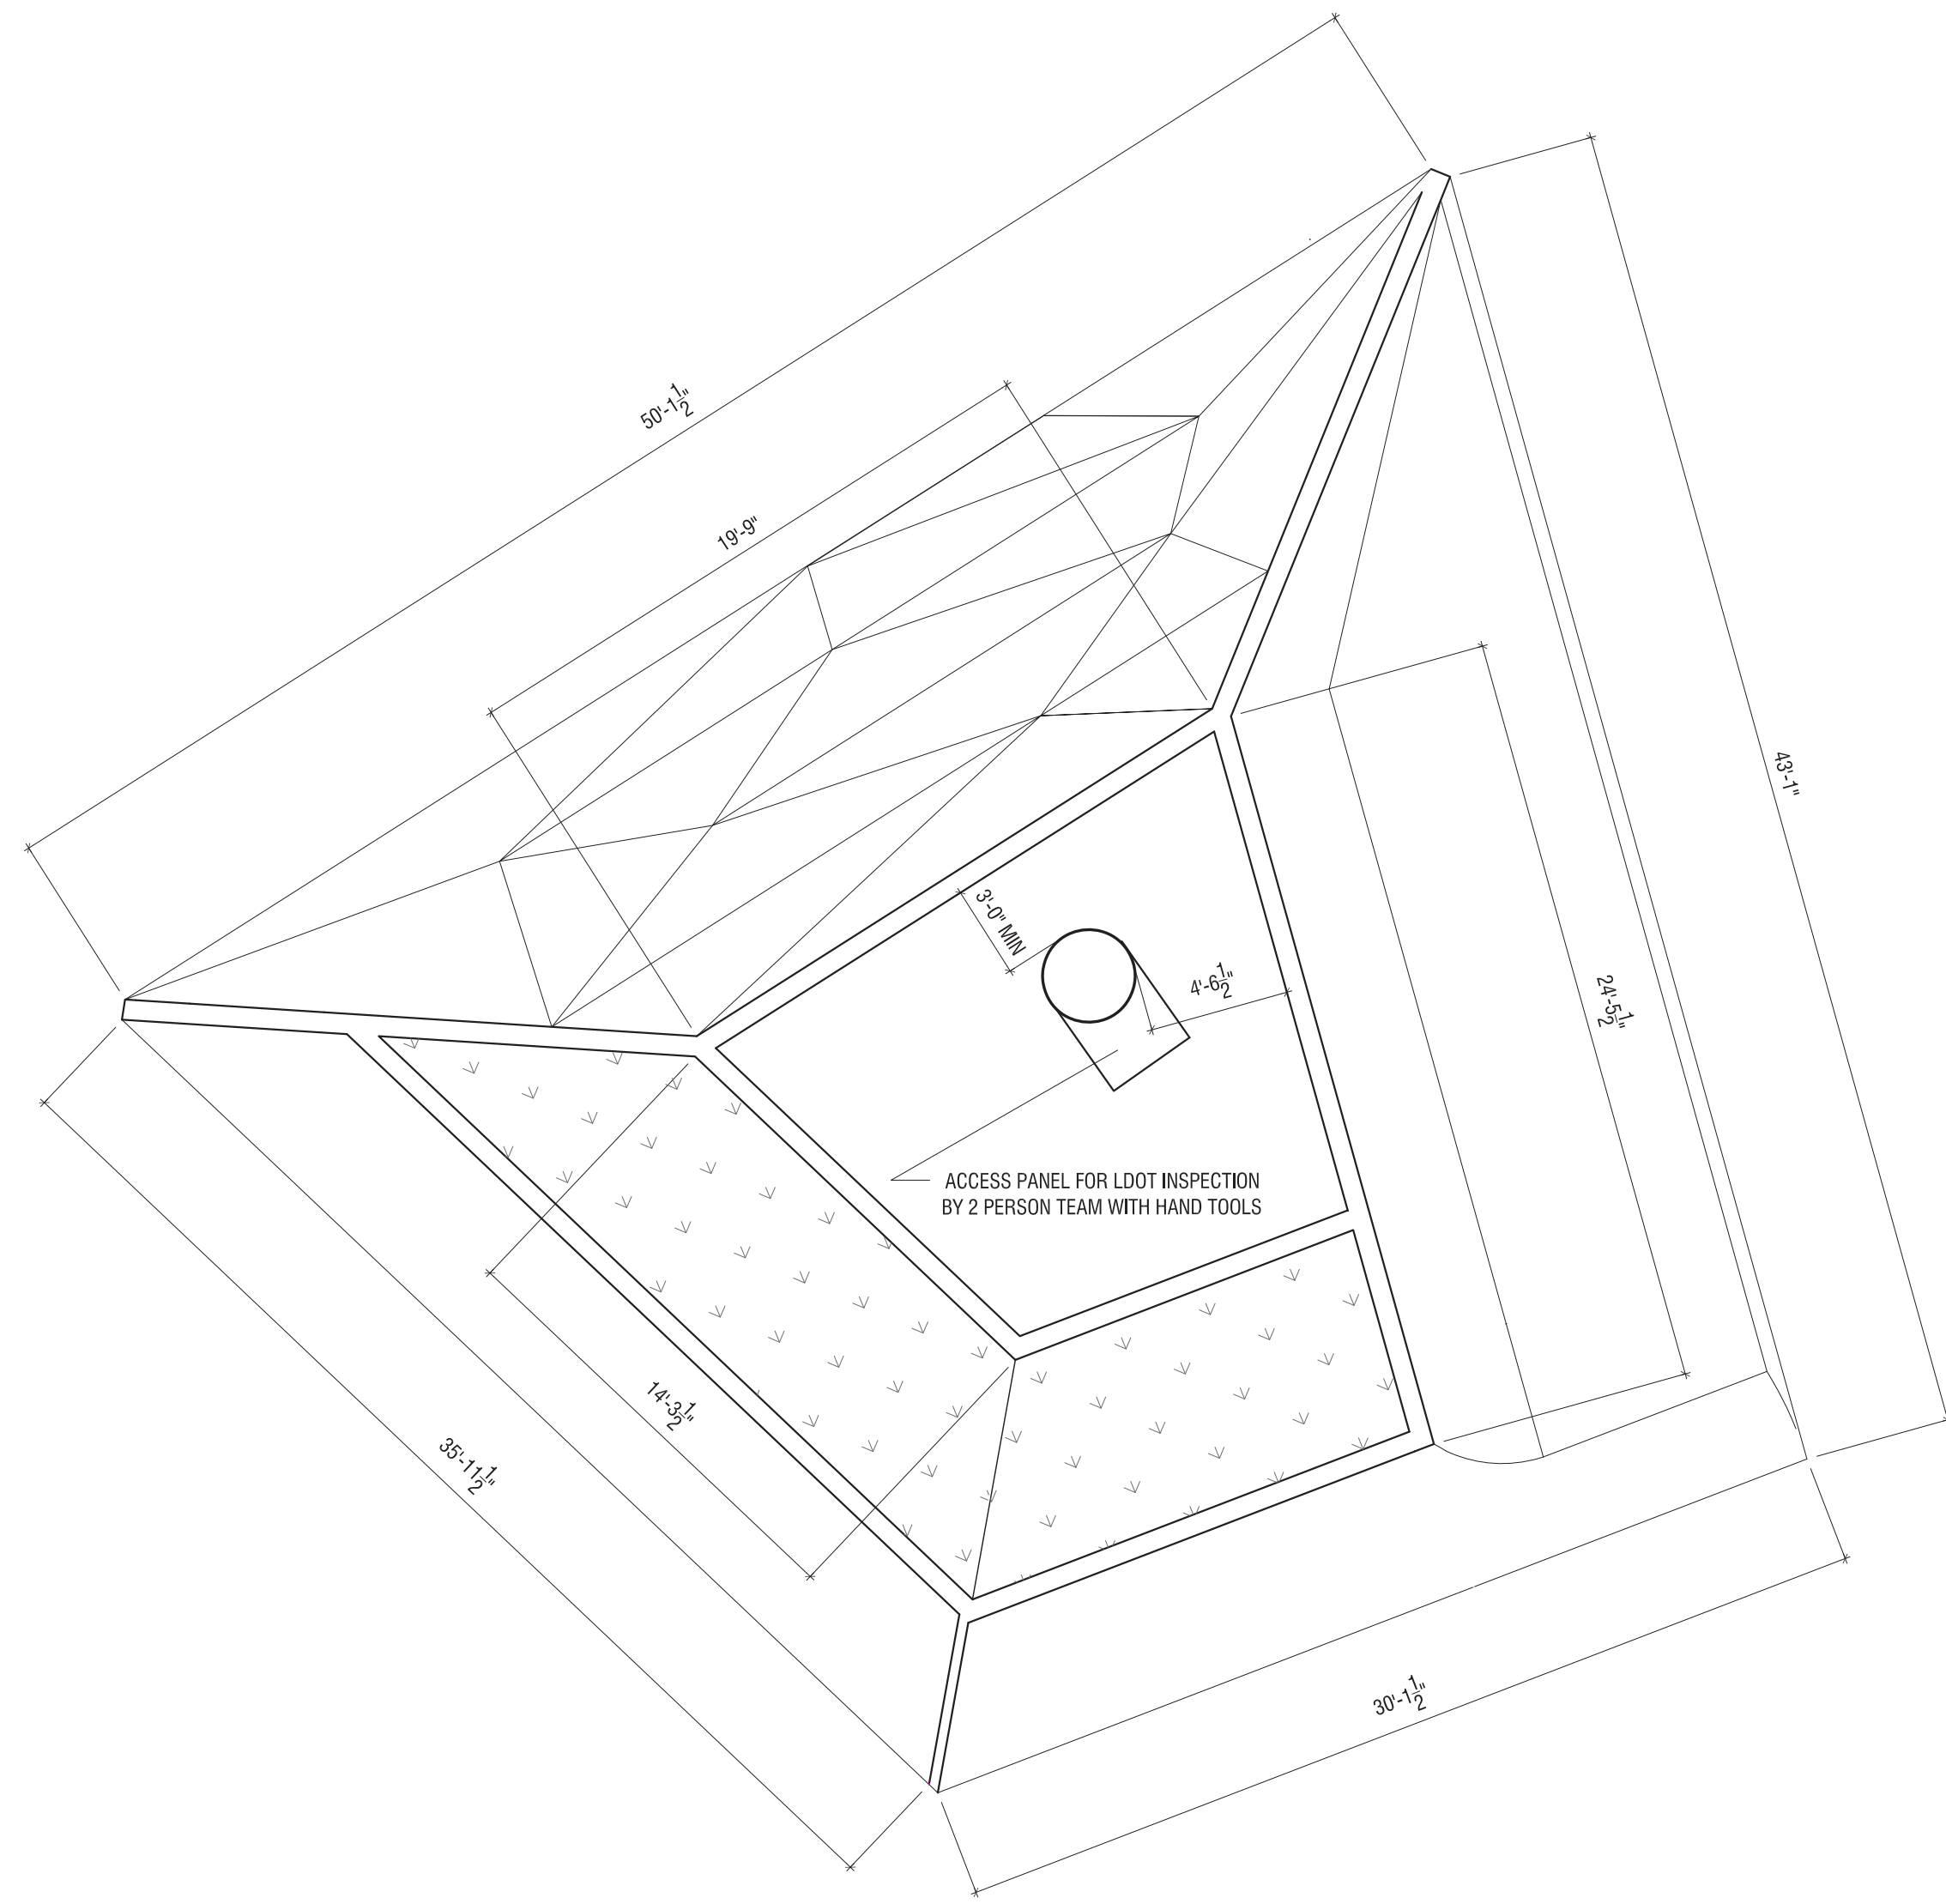 50'-1 1/2"
19'-9"
43'-1"
3'-0" MIN
4'-6 1/2"
24'-5 1/2"
ACCESS PANEL FOR LDOT INSPECTION
BY 2 PERSON TEAM WITH HAND TOOLS
14'-3 1/2"
35'-11 1/2"
30'-1 1/2"